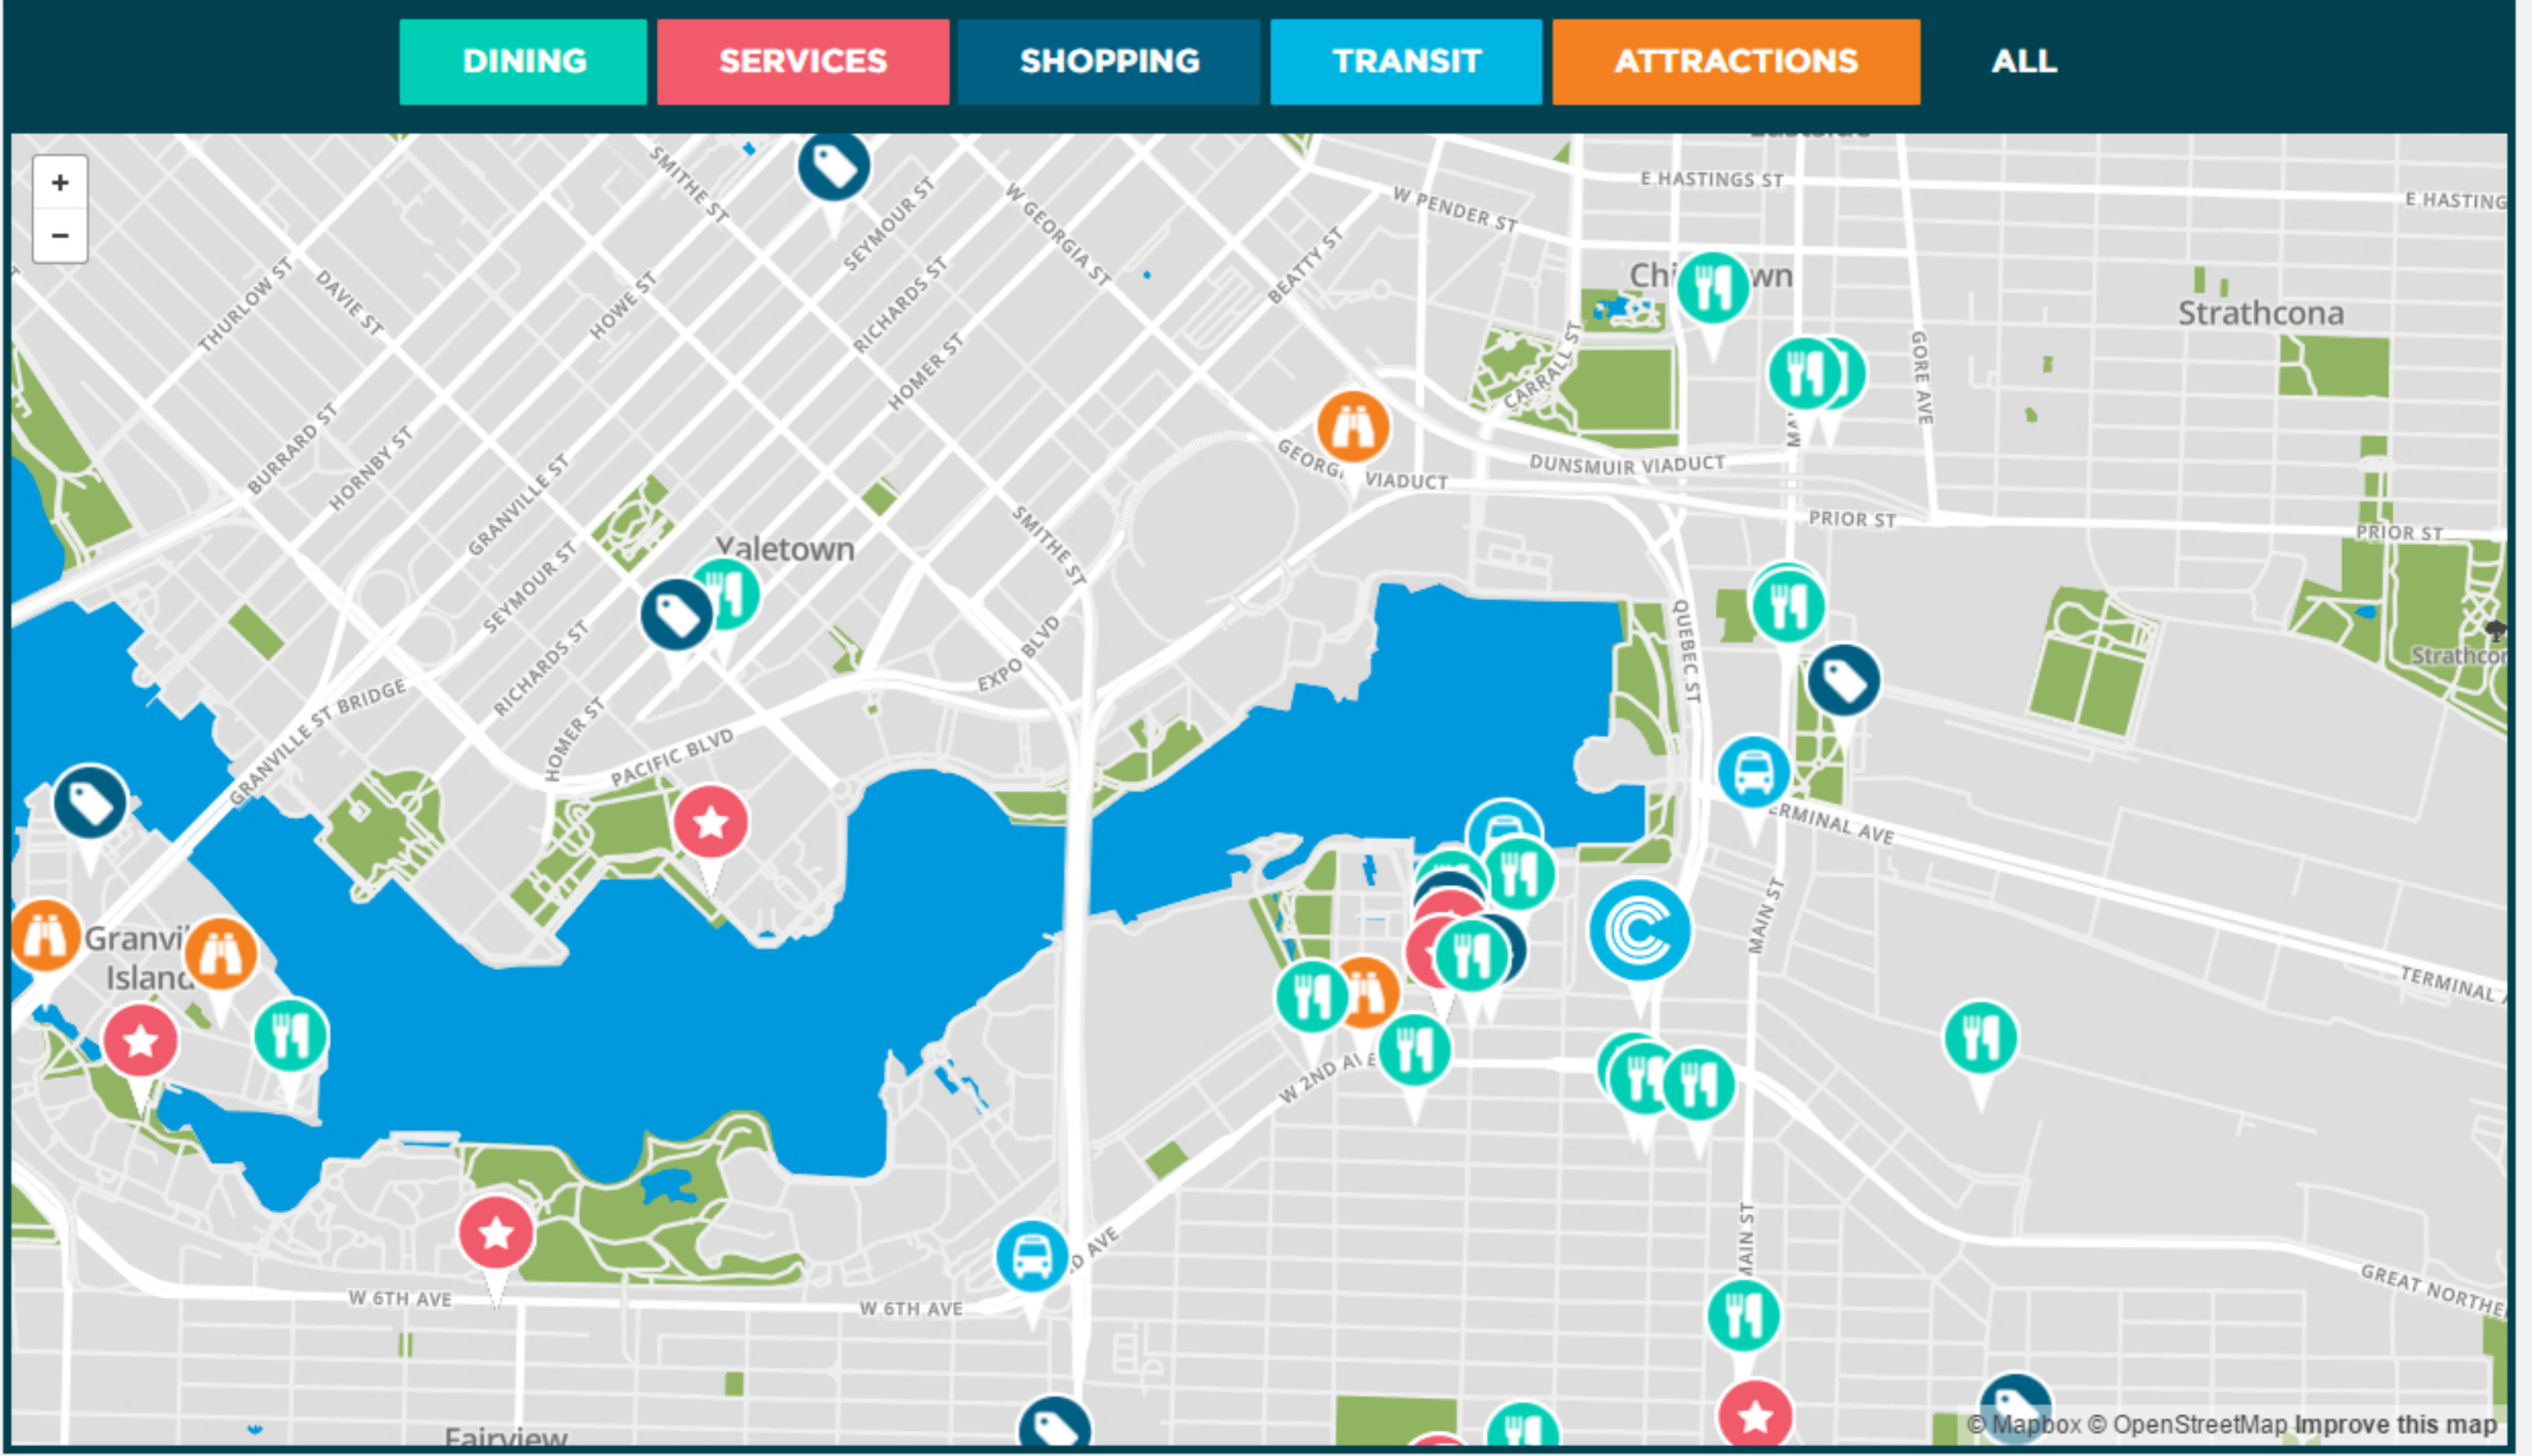 DINING SERVICES SHOPPING TRANSIT ATTRACTIONS ALL
+
−
SMITHE ST
SEYMOUR ST
W GEORGIA ST
W PENDER ST
E HASTINGS ST
E HASTING
THURLOW ST
DAVIE ST
HOWE ST
RICHARDS ST
BEATTY ST
Strathcona
HOMER ST
CARRALL ST
GORE AVE
BURRARD ST
HORNBY ST
GRANVILLE ST
VIADUCT
DUNSMUIR VIADUCT
PRIOR ST
PRIOR ST
SMITHE ST
Yaletown
SEYMOUR ST
RICHARDS ST
EXPO BLVD
QUEBEC ST
Strathcon
GRANVILLE ST BRIDGE
HOMER ST
PACIFIC BLVD
ERMINAL AVE
MAIN ST
Granvil
Island
TERMINAL A
W 2ND AVE
MAIN ST
D AVE
W 6TH AVE
W 6TH AVE
GREAT NORTHE
Fairview
© Mapbox © OpenStreetMap Improve this map